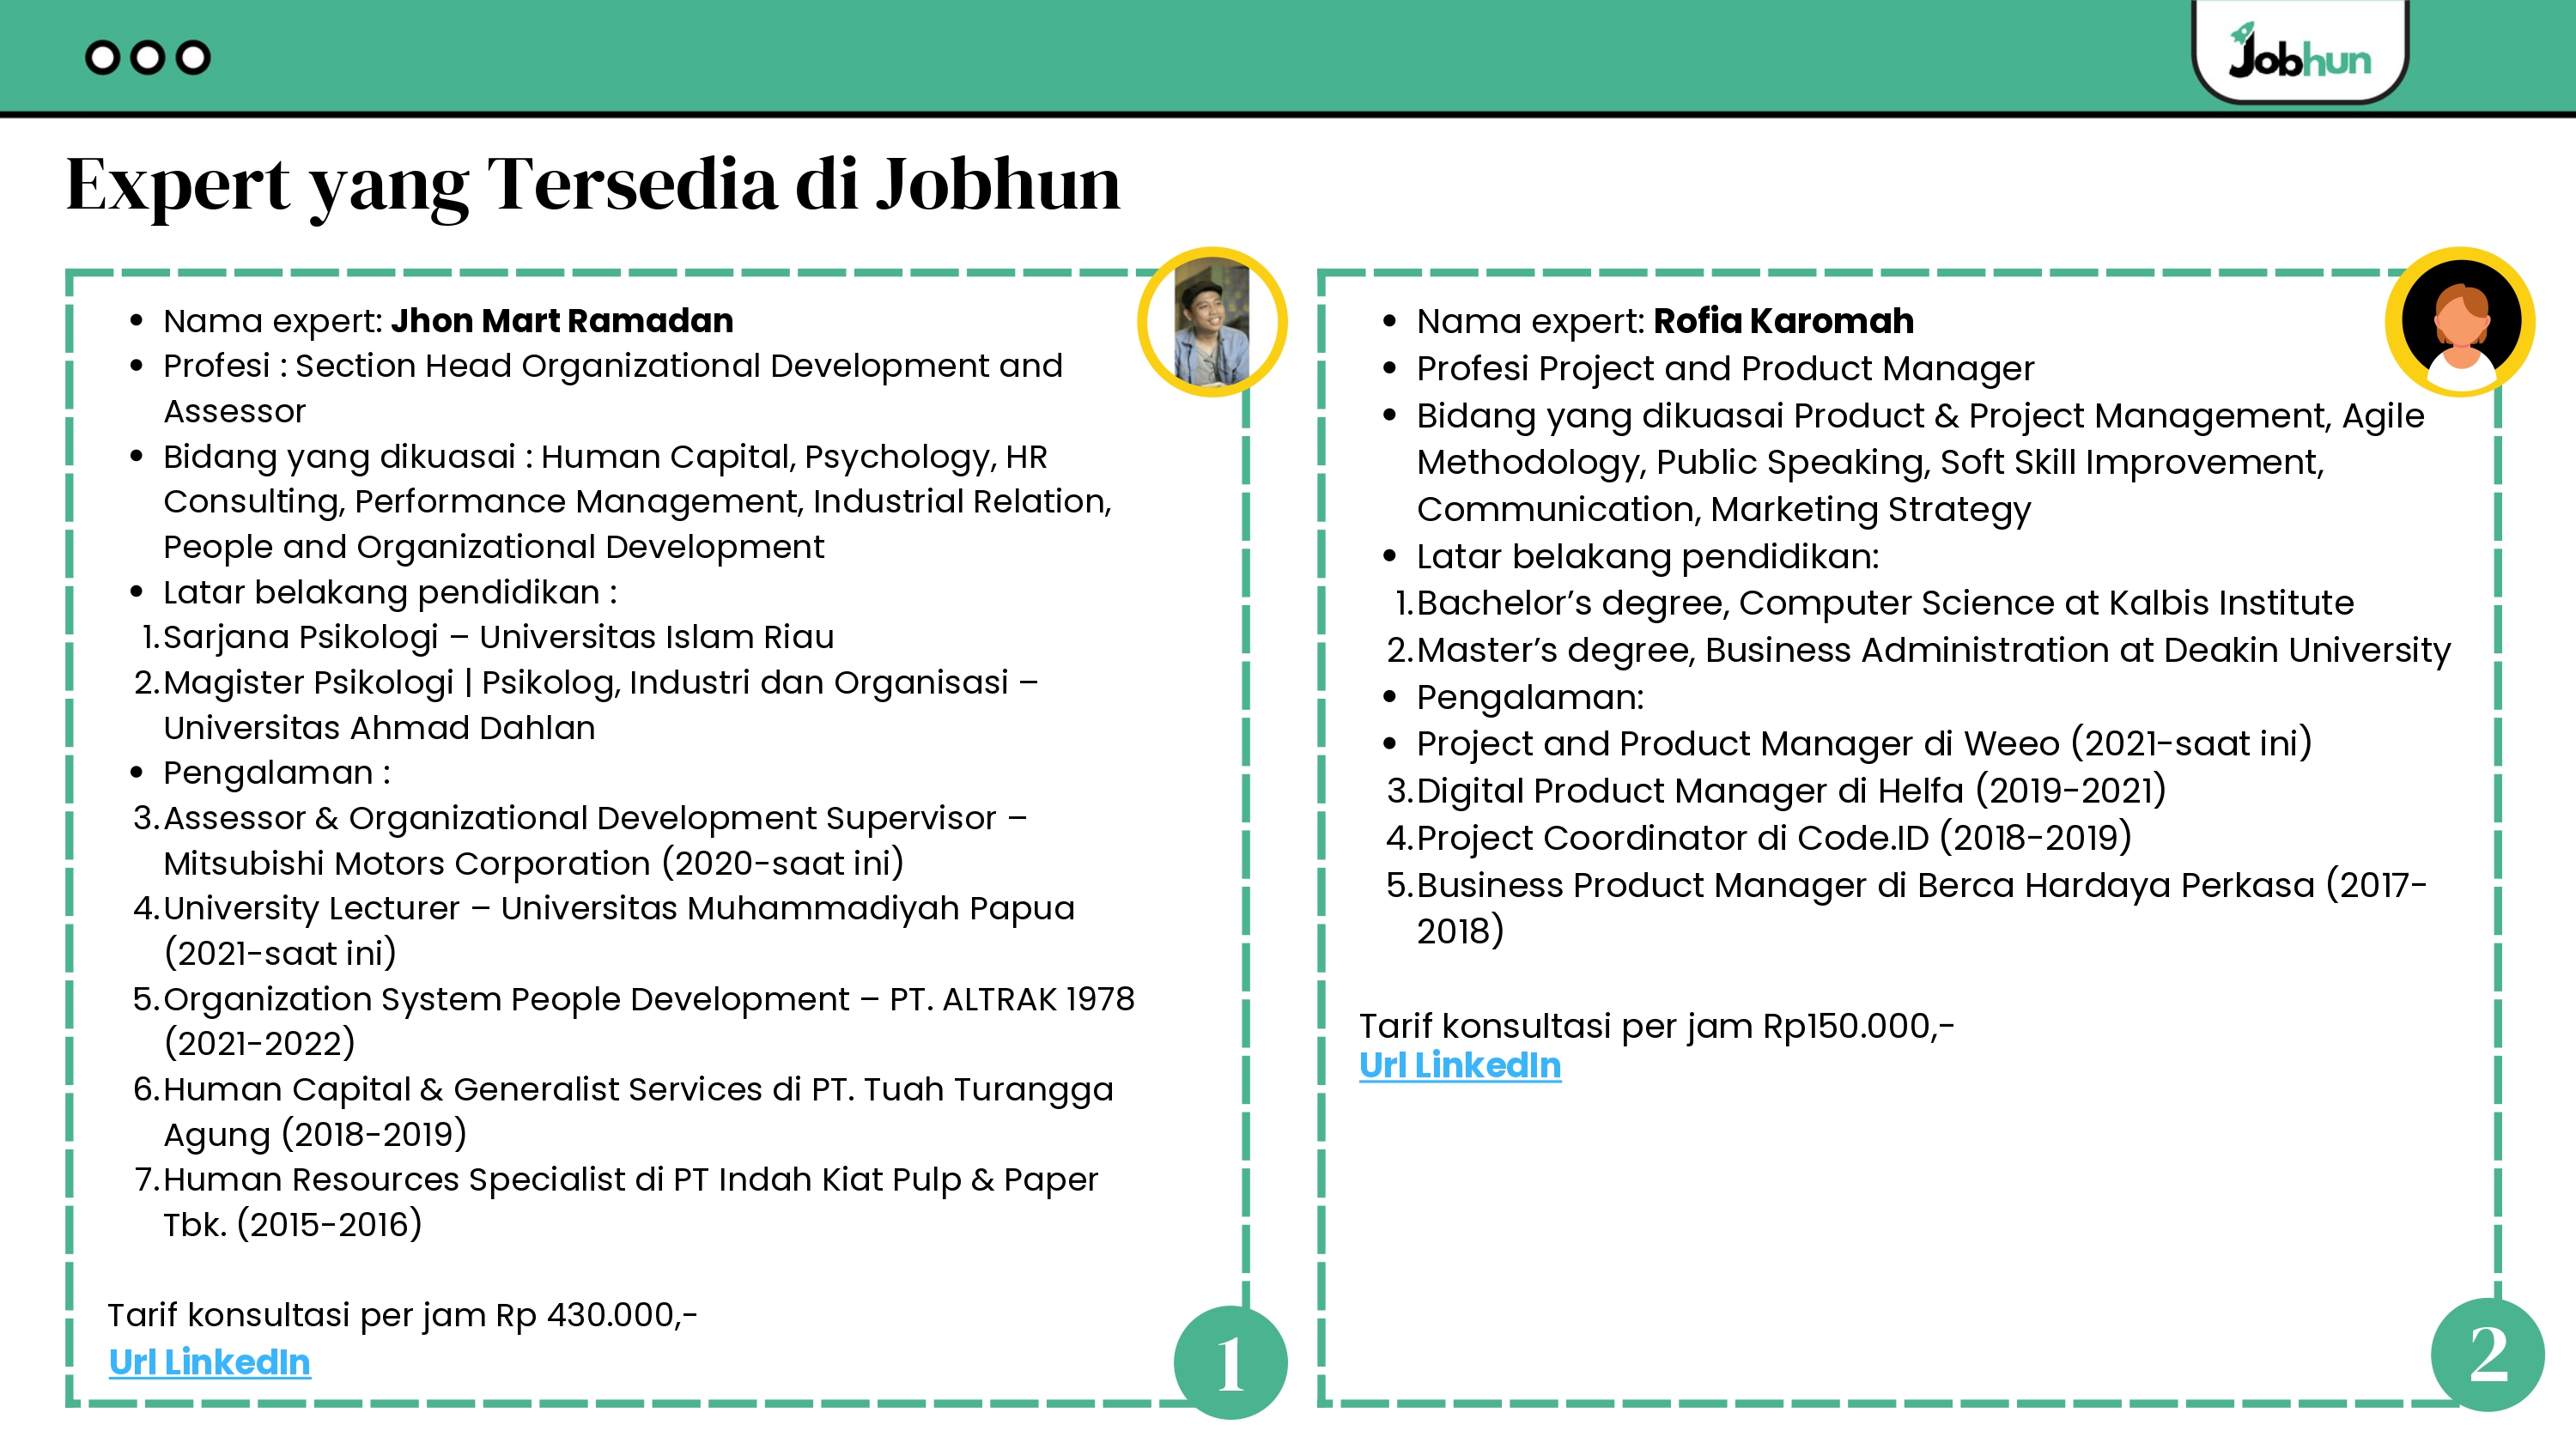 Jobhun
Expert yang Tersedia di Jobhun
• Nama expert: Jhon Mart Ramadan
• Profesi : Section Head Organizational Development and
Assessor
• Bidang yang dikuasai : Human Capital, Psychology, HR
Consulting, Performance Management, Industrial Relation,
People and Organizational Development
• Latar belakang pendidikan :
1. Sarjana Psikologi – Universitas Islam Riau
2. Magister Psikologi | Psikolog, Industri dan Organisasi –
Universitas Ahmad Dahlan
• Pengalaman :
3. Assessor & Organizational Development Supervisor –
Mitsubishi Motors Corporation (2020-saat ini)
4. University Lecturer – Universitas Muhammadiyah Papua
(2021-saat ini)
5. Organization System People Development – PT. ALTRAK 1978
(2021-2022)
6. Human Capital & Generalist Services di PT. Tuah Turangga
Agung (2018-2019)
7. Human Resources Specialist di PT Indah Kiat Pulp & Paper
Tbk. (2015-2016)
Tarif konsultasi per jam Rp 430.000,-
Url LinkedIn
1
• Nama expert: Rofia Karomah
• Profesi Project and Product Manager
• Bidang yang dikuasai Product & Project Management, Agile
Methodology, Public Speaking, Soft Skill Improvement,
Communication, Marketing Strategy
• Latar belakang pendidikan:
1. Bachelor’s degree, Computer Science at Kalbis Institute
2. Master’s degree, Business Administration at Deakin University
• Pengalaman:
• Project and Product Manager di Weeo (2021-saat ini)
3. Digital Product Manager di Helfa (2019-2021)
4. Project Coordinator di Code.ID (2018-2019)
5. Business Product Manager di Berca Hardaya Perkasa (2017-
2018)
Tarif konsultasi per jam Rp150.000,-
Url LinkedIn
2